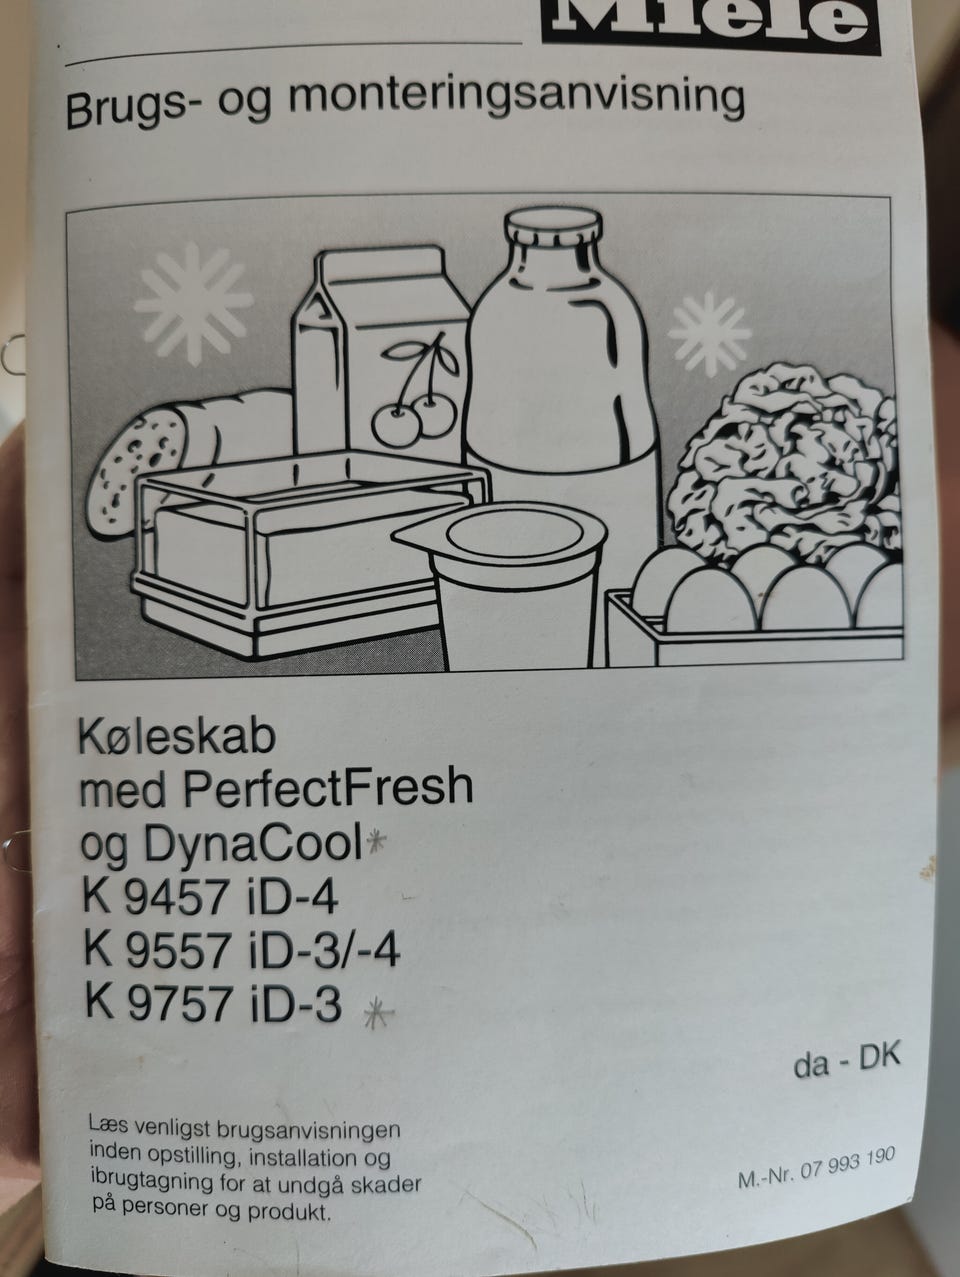 Miele
Brugs- og monteringsanvisning
Køleskab
med PerfectFresh
og DynaCool*
K 9457 iD-4
K 9557 iD-3/-4
K 9757 iD-3 *
da - DK
Læs venligst brugsanvisningen
inden opstilling, installation og
ibrugtagning for at undgå skader
på personer og produkt.
M.-Nr. 07 993 190